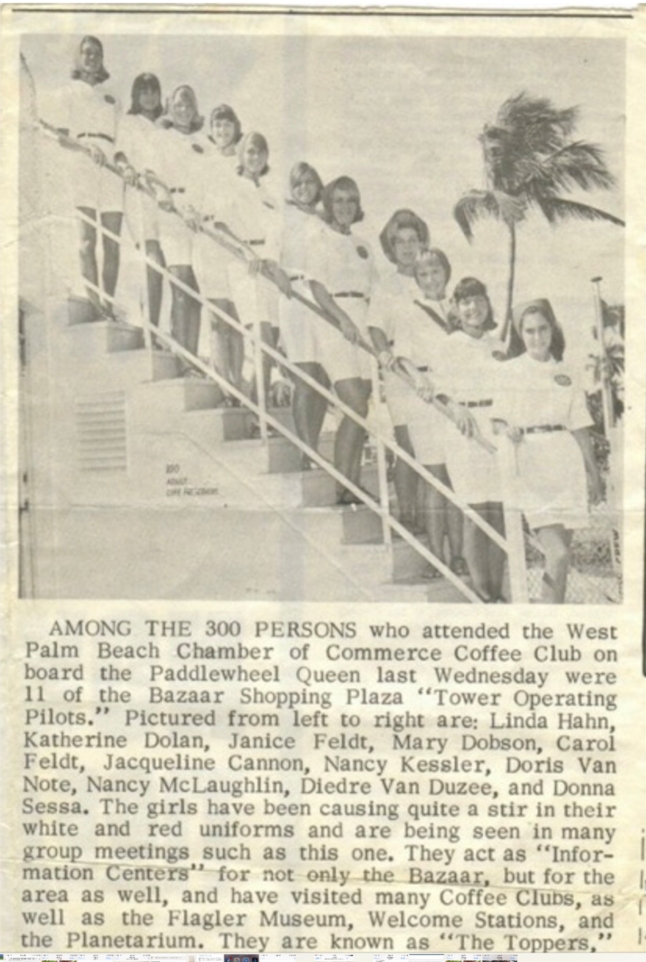 100
ADULT
LIFE PRESERVERS
AMONG THE 300 PERSONS who attended the West
Palm Beach Chamber of Commerce Coffee Club on
board the Paddlewheel Queen last Wednesday were
11 of the Bazaar Shopping Plaza "Tower Operating
Pilots." Pictured from left to right are: Linda Hahn,
Katherine Dolan, Janice Feldt, Mary Dobson, Carol
Feldt, Jacqueline Cannon, Nancy Kessler, Doris Van
Note, Nancy McLaughlin, Diedre Van Duzee, and Donna
Sessa. The girls have been causing quite a stir in their
white and red uniforms and are being seen in many
group meetings such as this one. They act as "Infor-
mation Centers" for not only the Bazaar, but for the
area as well, and have visited many Coffee Clubs, as
well as the Flagler Museum, Welcome Stations, and
the Planetarium. They are known as "The Toppers."